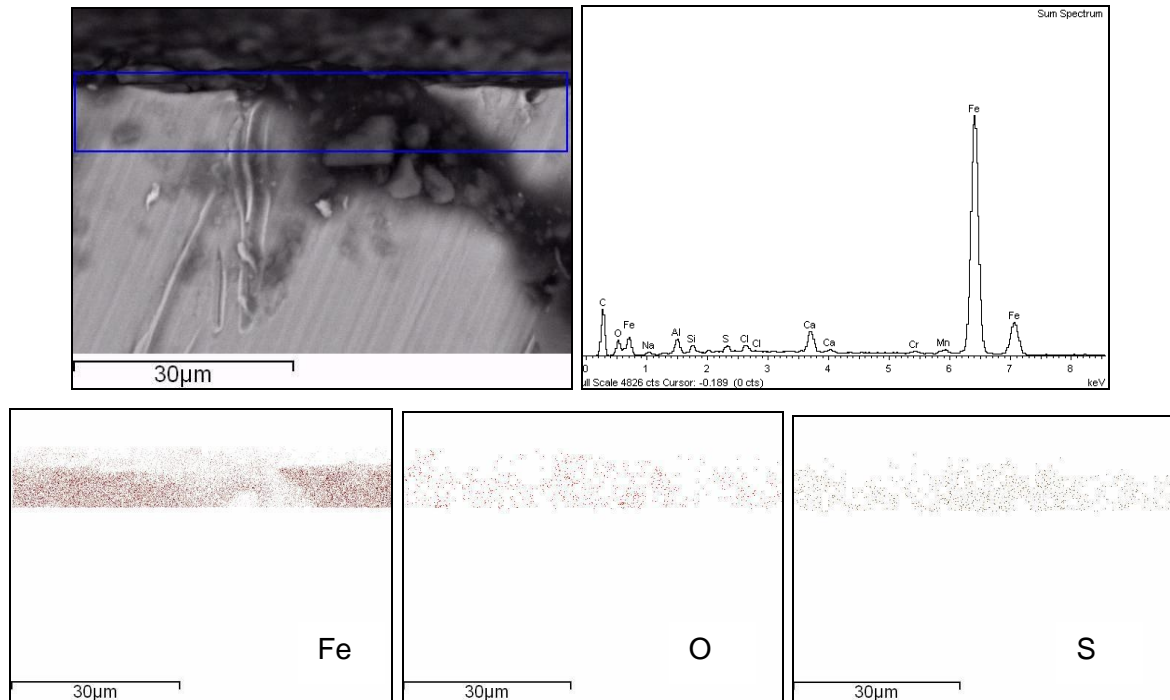 30µm
Sum Spectrum
Fe
C
O
Fe
Na
Al
Si
S
Cl
Cl
Ca
Ca
Cr
Mn
Fe
0 1 2 3 4 5 6 7 8
ull Scale 4826 cts Cursor: -0.189 (0 cts)
keV
Fe
30µm
O
30µm
S
30µm